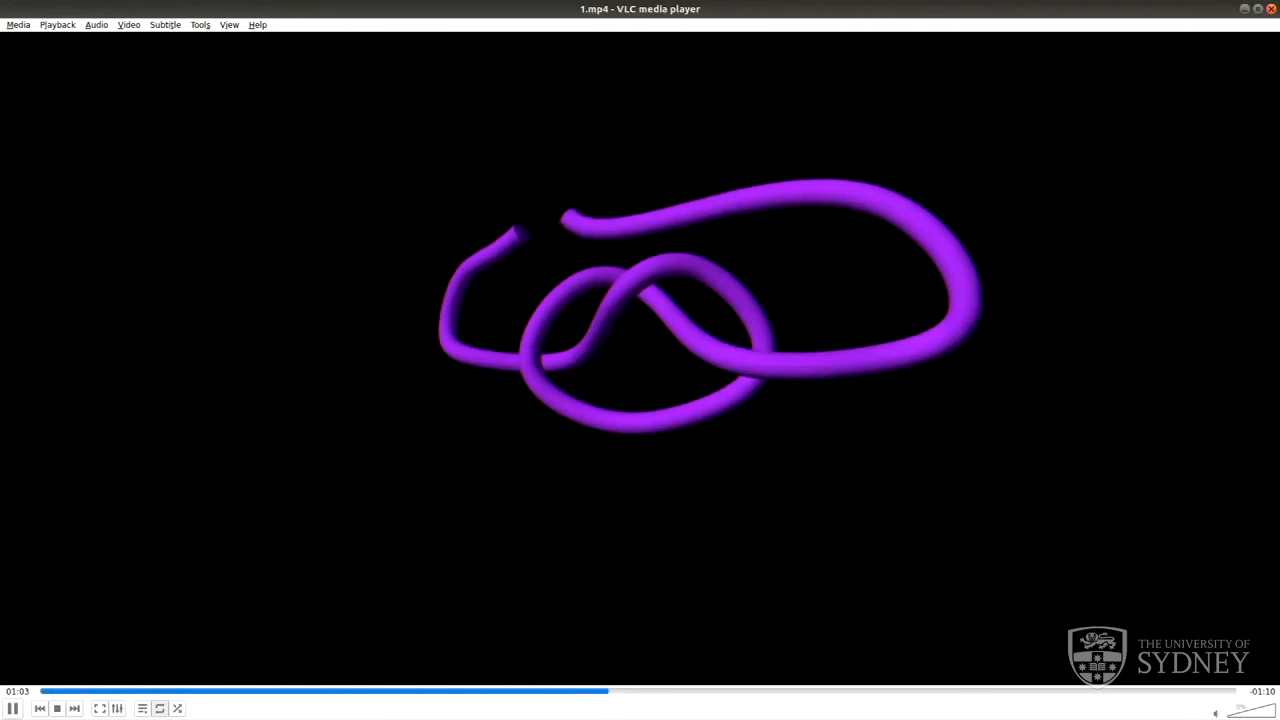 1.mp4 - VLC media player
Media Playback Audio Video Subtitle Tools View Help
THE UNIVERSITY OF
SYDNEY
01:03
-01:10
0%